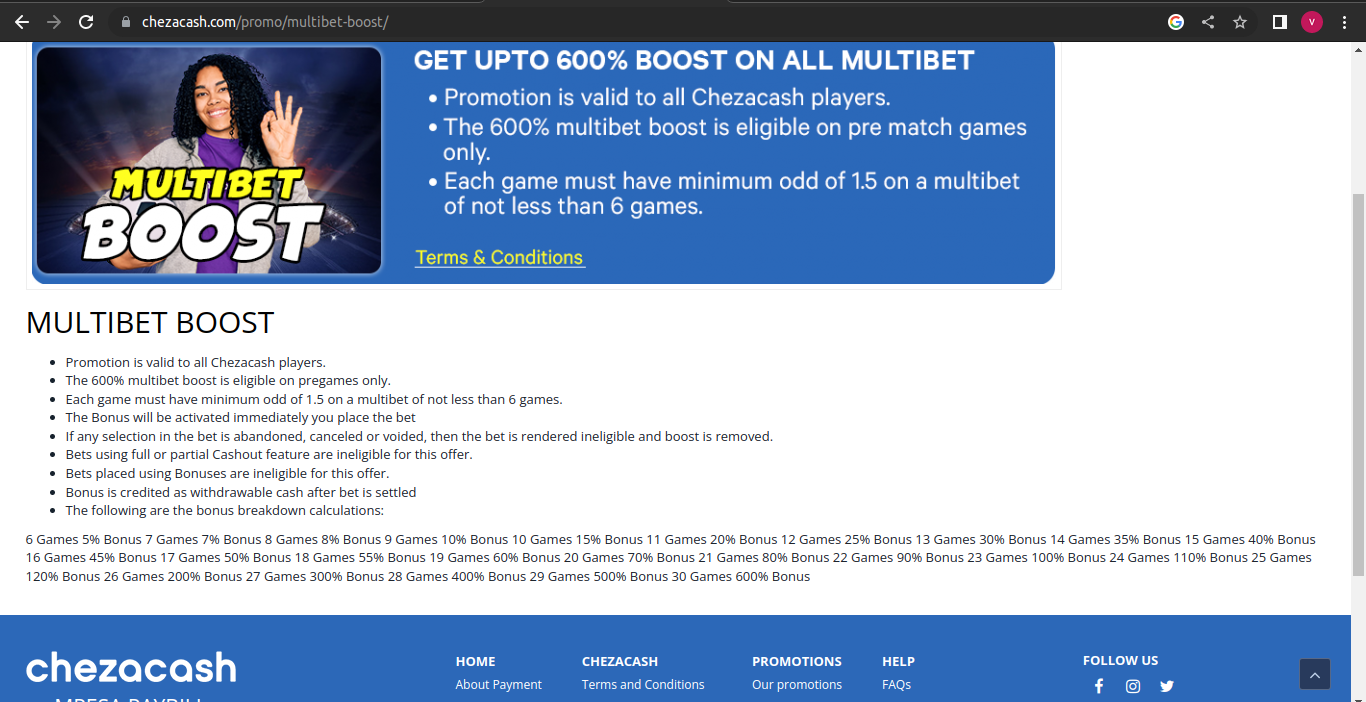 chezacash.com/promo/multibet-boost/
V
GET UPTO 600% BOOST ON ALL MULTIBET
• Promotion is valid to all Chezacash players.
• The 600% multibet boost is eligible on pre match games
only.
• Each game must have minimum odd of 1.5 on a multibet
of not less than 6 games.
Terms & Conditions
MULTIBET
BOOST
MULTIBET BOOST
• Promotion is valid to all Chezacash players.
• The 600% multibet boost is eligible on pregames only.
• Each game must have minimum odd of 1.5 on a multibet of not less than 6 games.
• The Bonus will be activated immediately you place the bet
• If any selection in the bet is abandoned, canceled or voided, then the bet is rendered ineligible and boost is removed.
• Bets using full or partial Cashout feature are ineligible for this offer.
• Bets placed using Bonuses are ineligible for this offer.
• Bonus is credited as withdrawable cash after bet is settled
• The following are the bonus breakdown calculations:
6 Games 5% Bonus 7 Games 7% Bonus 8 Games 8% Bonus 9 Games 10% Bonus 10 Games 15% Bonus 11 Games 20% Bonus 12 Games 25% Bonus 13 Games 30% Bonus 14 Games 35% Bonus 15 Games 40% Bonus
16 Games 45% Bonus 17 Games 50% Bonus 18 Games 55% Bonus 19 Games 60% Bonus 20 Games 70% Bonus 21 Games 80% Bonus 22 Games 90% Bonus 23 Games 100% Bonus 24 Games 110% Bonus 25 Games
120% Bonus 26 Games 200% Bonus 27 Games 300% Bonus 28 Games 400% Bonus 29 Games 500% Bonus 30 Games 600% Bonus
chezacash
MPESA PAYBILL
HOME
About Payment
CHEZACASH
Terms and Conditions
PROMOTIONS
Our promotions
HELP
FAQs
FOLLOW US